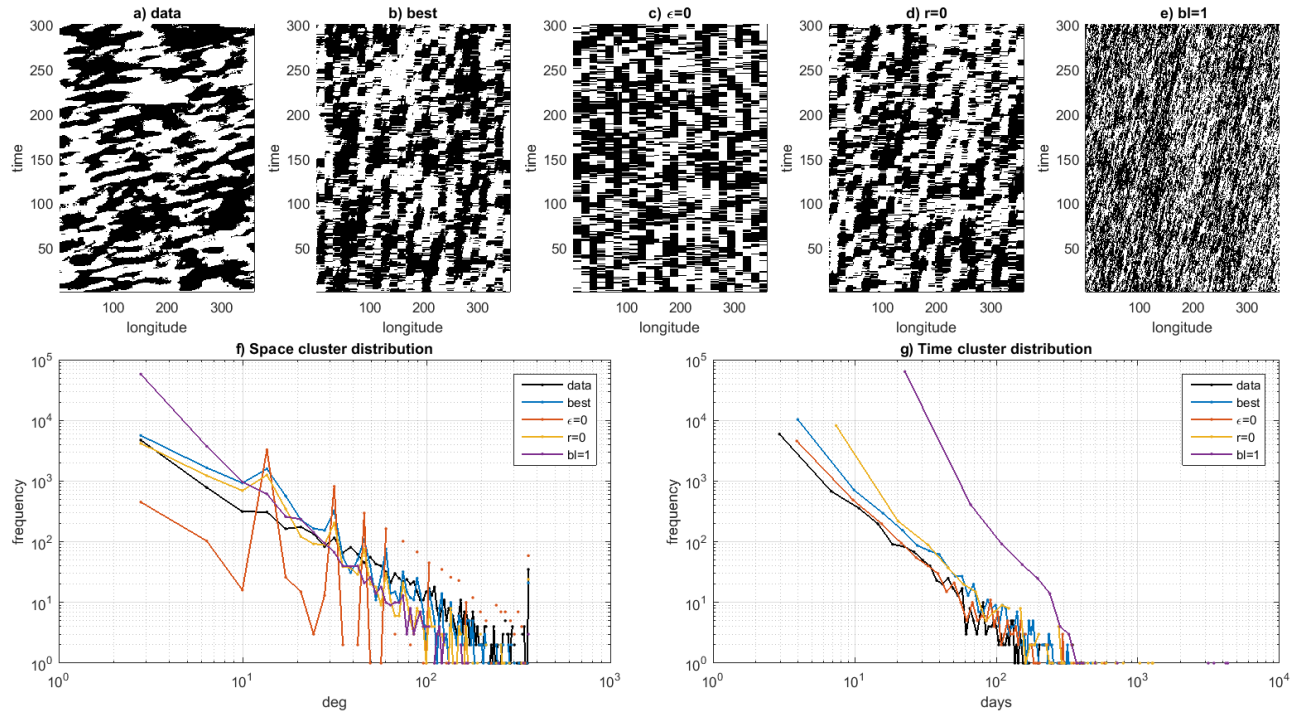 a) data
b) best
c) ϵ=0
d) r=0
e) bl=1
300
250
200
150
100
50
time
100 200 300
longitude
300
250
200
150
100
50
time
100 200 300
longitude
300
250
200
150
100
50
time
100 200 300
longitude
300
250
200
150
100
50
time
100 200 300
longitude
300
250
200
150
100
50
time
100 200 300
longitude
f) Space cluster distribution
10^5
10^4
10^3
10^2
10^1
10^0
frequency
data
best
ϵ=0
r=0
bl=1
10^0 10^1 10^2 10^3
deg
g) Time cluster distribution
10^5
10^4
10^3
10^2
10^1
10^0
frequency
data
best
ϵ=0
r=0
bl=1
10^0 10^1 10^2 10^3 10^4
days